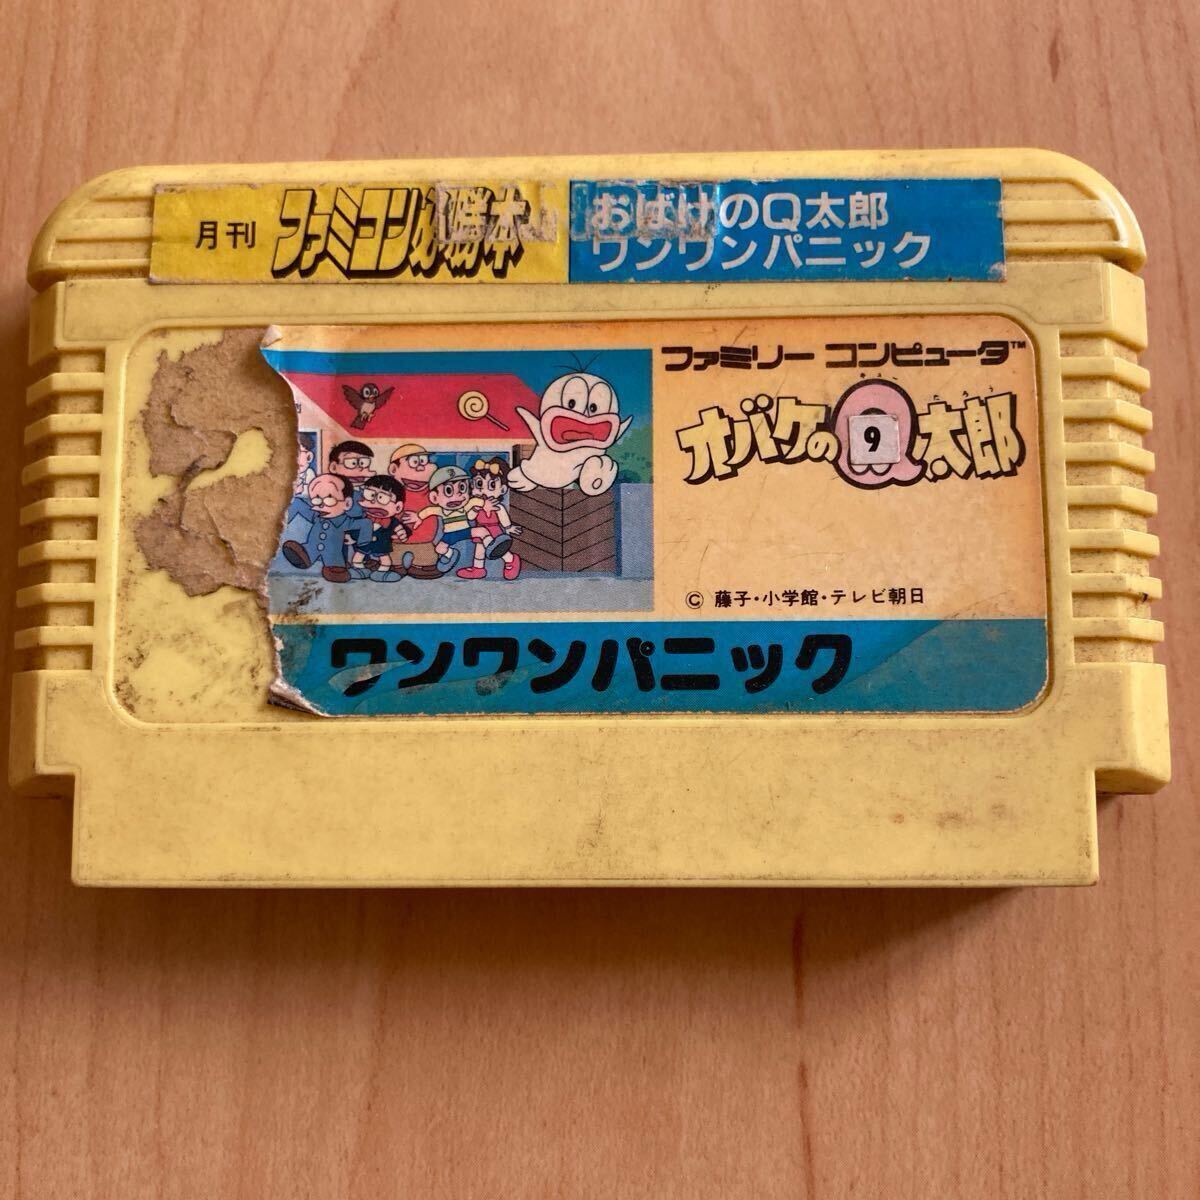 月刊
ファミコン必勝本
おばけのQ太郎
ワンワンパニック
ファミリー コンピュータ™
オバケのQ太郎
9
© 藤子・小学館・テレビ朝日
ワンワンパニック